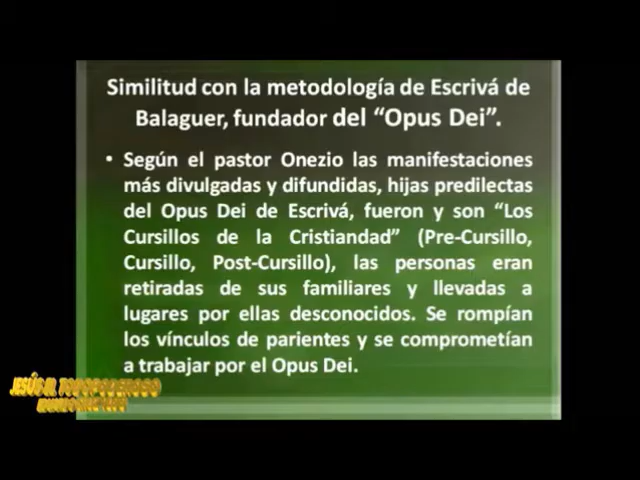 Similitud con la metodología de Escrivá de
Balaguer, fundador del “Opus Dei”.
• Según el pastor Onezio las manifestaciones
más divulgadas y difundidas, hijas predilectas
del Opus Dei de Escrivá, fueron y son “Los
Cursillos de la Cristiandad” (Pre-Cursillo,
Cursillo, Post-Cursillo), las personas eran
retiradas de sus familiares y llevadas a
lugares por ellas desconocidos. Se rompían
los vínculos de parientes y se comprometían
a trabajar por el Opus Dei.
JESÚS EL TODOPODEROSO